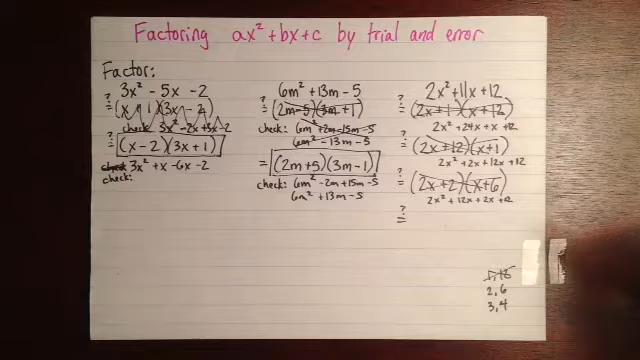 Factoring ax² + bx + c by trial and error
Factor:
3x² - 5x - 2
≟ (x + 1)(3x - 2)
check: 3x² - 2x + 3x - 2
≟ (x - 2)(3x + 1)
check 3x² + x - 6x - 2
check:
6m² + 13m - 5
≟ (2m - 5)(3m + 1)
check: 6m² + 2m - 15m - 5
6m² - 13m - 5
= (2m + 5)(3m - 1)
check: 6m² - 2m + 15m - 5
6m² + 13m - 5
2x² + 11x + 12
≟ (2x + 1)(x + 12)
2x² + 24x + x + 12
≟ (2x + 12)(x + 1)
2x² + 2x + 12x + 12
≟ (2x + 2)(x + 6)
2x² + 12x + 2x + 12
≟
1, 12
2, 6
3, 4